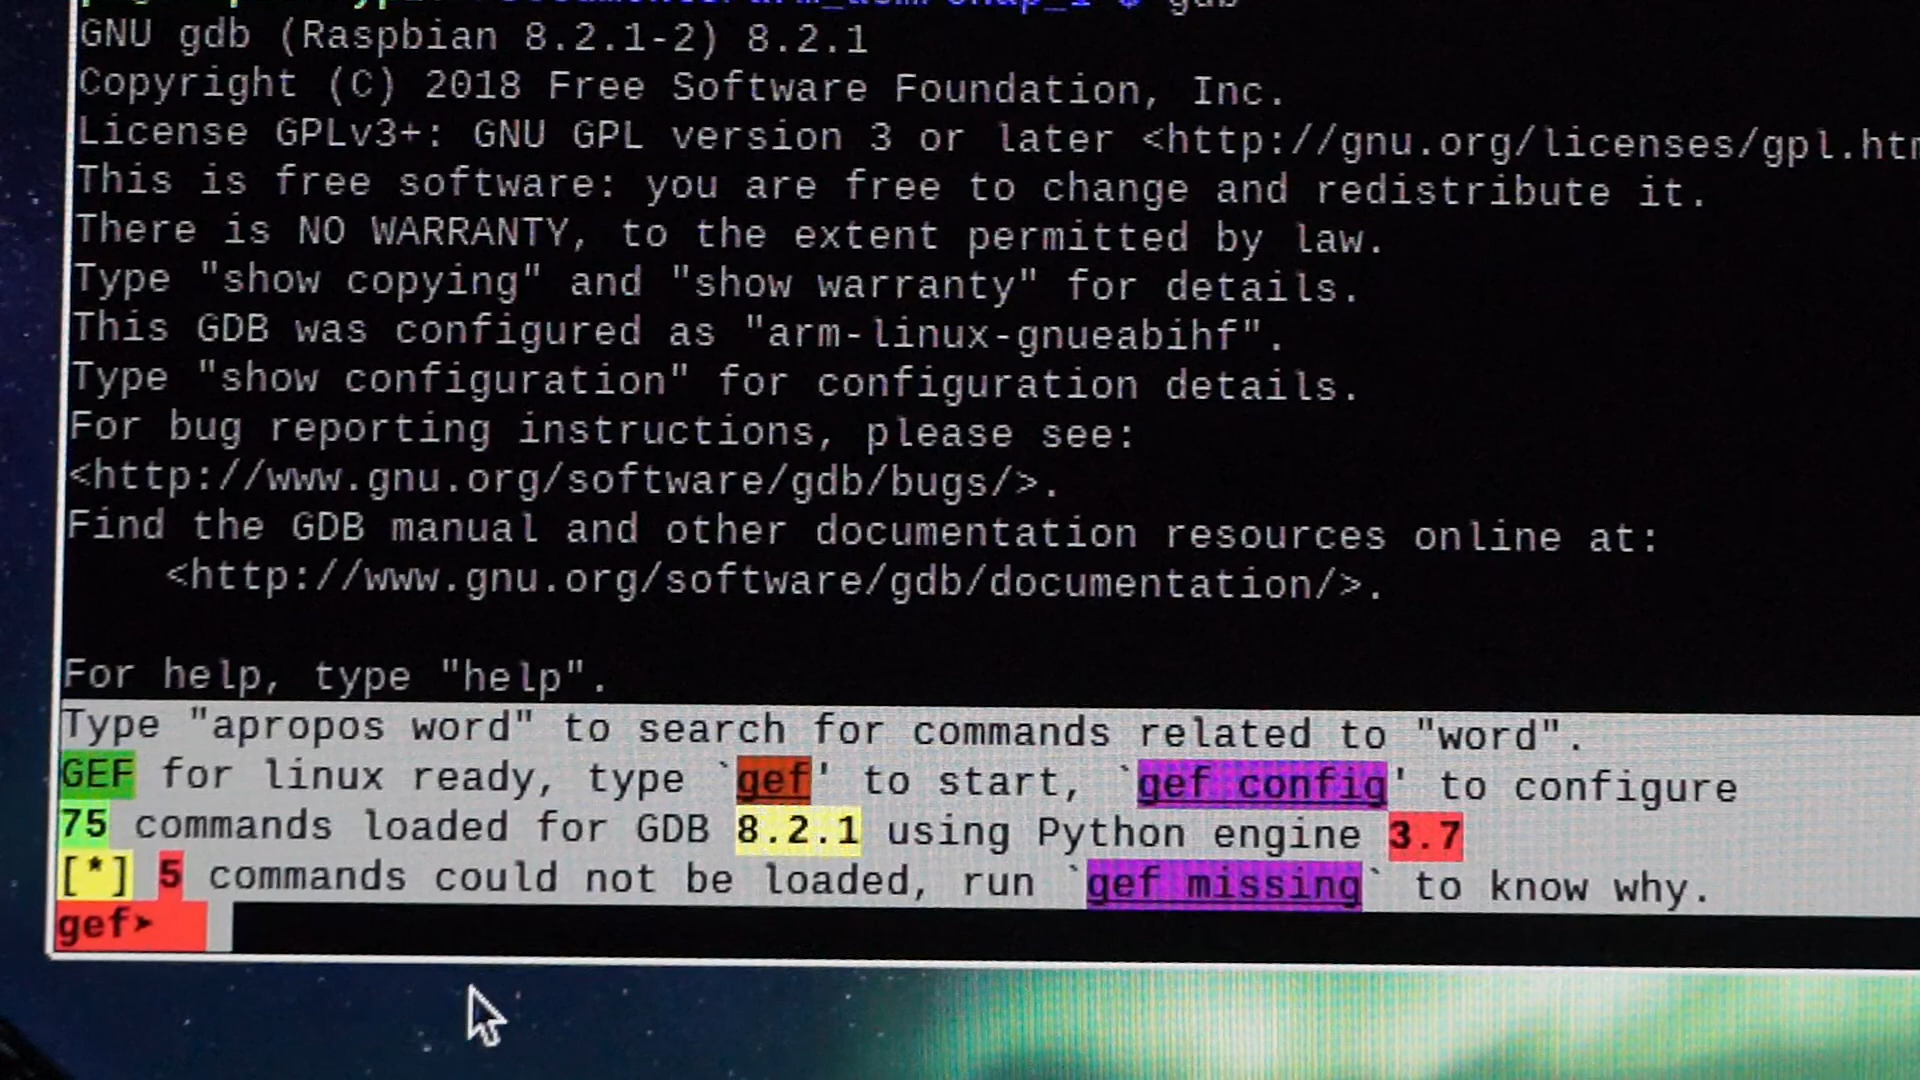 gdb
GNU gdb (Raspbian 8.2.1-2) 8.2.1
Copyright (C) 2018 Free Software Foundation, Inc.
License GPLv3+: GNU GPL version 3 or later <http://gnu.org/licenses/gpl.htm
This is free software: you are free to change and redistribute it.
There is NO WARRANTY, to the extent permitted by law.
Type "show copying" and "show warranty" for details.
This GDB was configured as "arm-linux-gnueabihf".
Type "show configuration" for configuration details.
For bug reporting instructions, please see:
<http://www.gnu.org/software/gdb/bugs/>.
Find the GDB manual and other documentation resources online at:
    <http://www.gnu.org/software/gdb/documentation/>.
For help, type "help".
Type "apropos word" to search for commands related to "word".
GEF for linux ready, type `gef' to start, `gef config' to configure
75 commands loaded for GDB 8.2.1 using Python engine 3.7
[*] 5 commands could not be loaded, run `gef missing` to know why.
gef➤